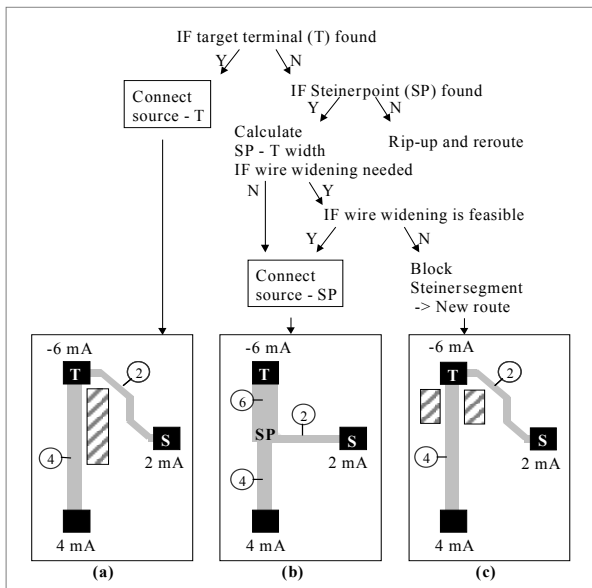 IF target terminal (T) found
Y N
Connect
source - T
IF Steinerpoint (SP) found
Y N
Calculate
SP - T width
IF wire widening needed
Rip-up and reroute
N Y
IF wire widening is feasible
Y N
Connect
source - SP
Block
Steinersegment
-> New route
-6 mA
T
2
S
2 mA
4
4 mA
(a)
-6 mA
T
6
2
SP
S
2 mA
4
4 mA
(b)
-6 mA
T
2
S
2 mA
4
4 mA
(c)